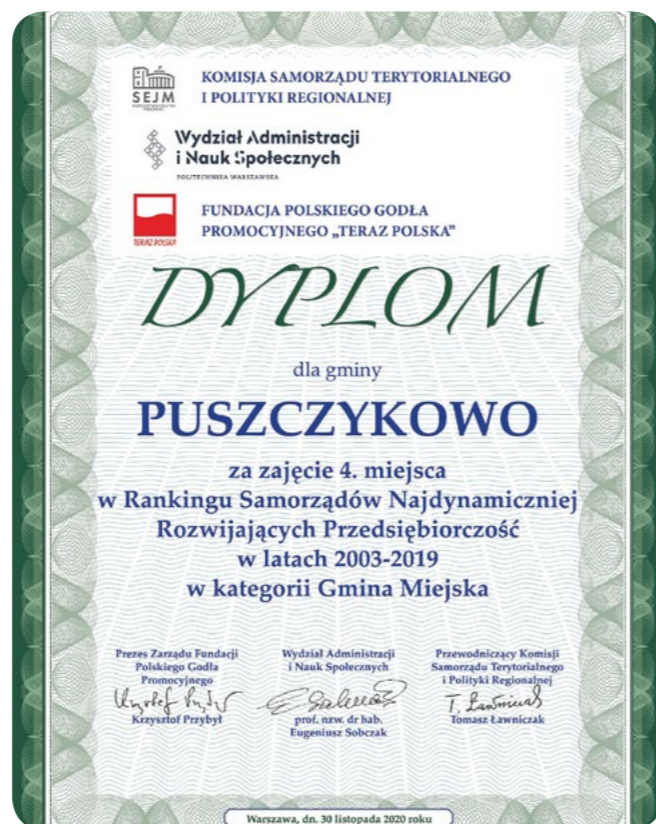 KOMISJA SAMORZĄDU TERYTORIALNEGO
I POLITYKI REGIONALNEJ
SEJM
Wydział Administracji
i Nauk Społecznych
POLITECHNIKA WARSZAWSKA
FUNDACJA POLSKIEGO GODŁA
PROMOCYJNEGO „TERAZ POLSKA”
TERAZ POLSKA
DYPLOM
dla gminy
PUSZCZYKOWO
za zajęcie 4. miejsca
w Rankingu Samorządów Najdynamiczniej
Rozwijających Przedsiębiorczość
w latach 2003-2019
w kategorii Gmina Miejska
Prezes Zarządu Fundacji
Polskiego Godła
Promocyjnego
Krzysztof Przybył
Wydział Administracji
i Nauk Społecznych
prof. nzw. dr hab.
Eugeniusz Sobczak
Przewodniczący Komisji
Samorządu Terytorialnego
i Polityki Regionalnej
T. Ławniczak
Tomasz Ławniczak
Warszawa, dn. 30 listopada 2020 roku